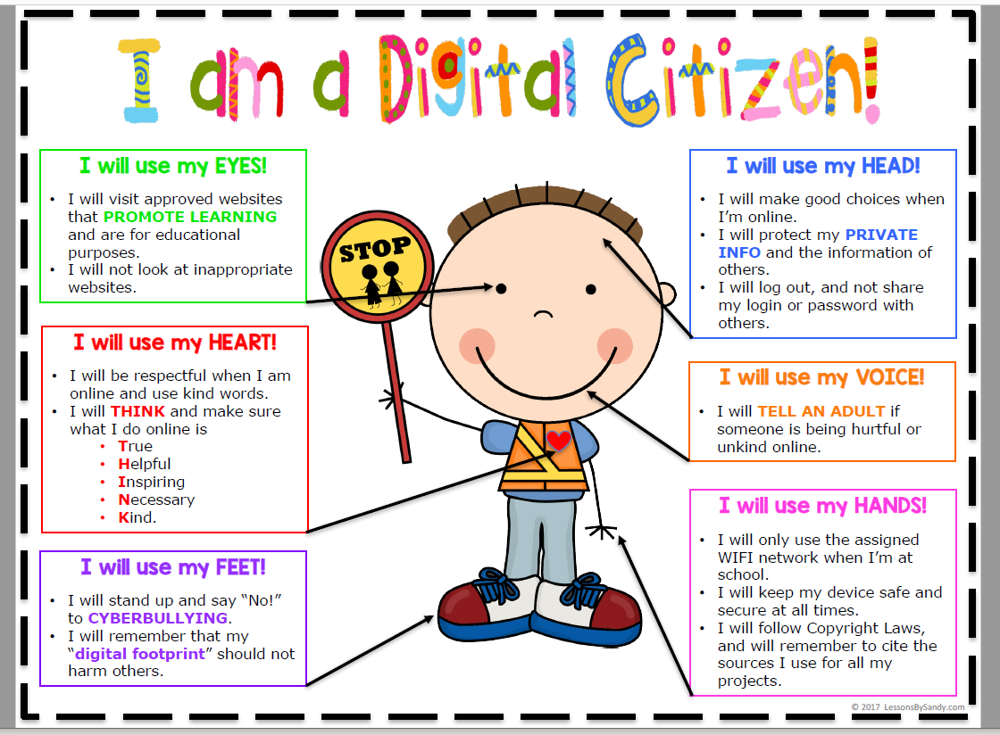 I am a Digital Citizen!
I will use my EYES!
• I will visit approved websites
that PROMOTE LEARNING
and are for educational
purposes.
• I will not look at inappropriate
websites.
I will use my HEART!
• I will be respectful when I am
online and use kind words.
• I will THINK and make sure
what I do online is
• True
• Helpful
• Inspiring
• Necessary
• Kind.
I will use my FEET!
• I will stand up and say “No!”
to CYBERBULLYING.
• I will remember that my
“digital footprint” should not
harm others.
STOP
I will use my HEAD!
• I will make good choices when
I’m online.
• I will protect my PRIVATE
INFO and the information of
others.
• I will log out, and not share
my login or password with
others.
I will use my VOICE!
• I will TELL AN ADULT if
someone is being hurtful or
unkind online.
I will use my HANDS!
• I will only use the assigned
WIFI network when I’m at
school.
• I will keep my device safe and
secure at all times.
• I will follow Copyright Laws,
and will remember to cite the
sources I use for all my
projects.
© 2017 LessonsBySandy.com